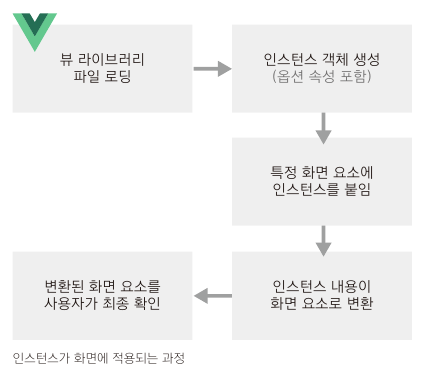 뷰 라이브러리
파일 로딩
인스턴스 객체 생성
(옵션 속성 포함)
특정 화면 요소에
인스턴스를 붙임
인스턴스 내용이
화면 요소로 변환
변환된 화면 요소를
사용자가 최종 확인
인스턴스가 화면에 적용되는 과정